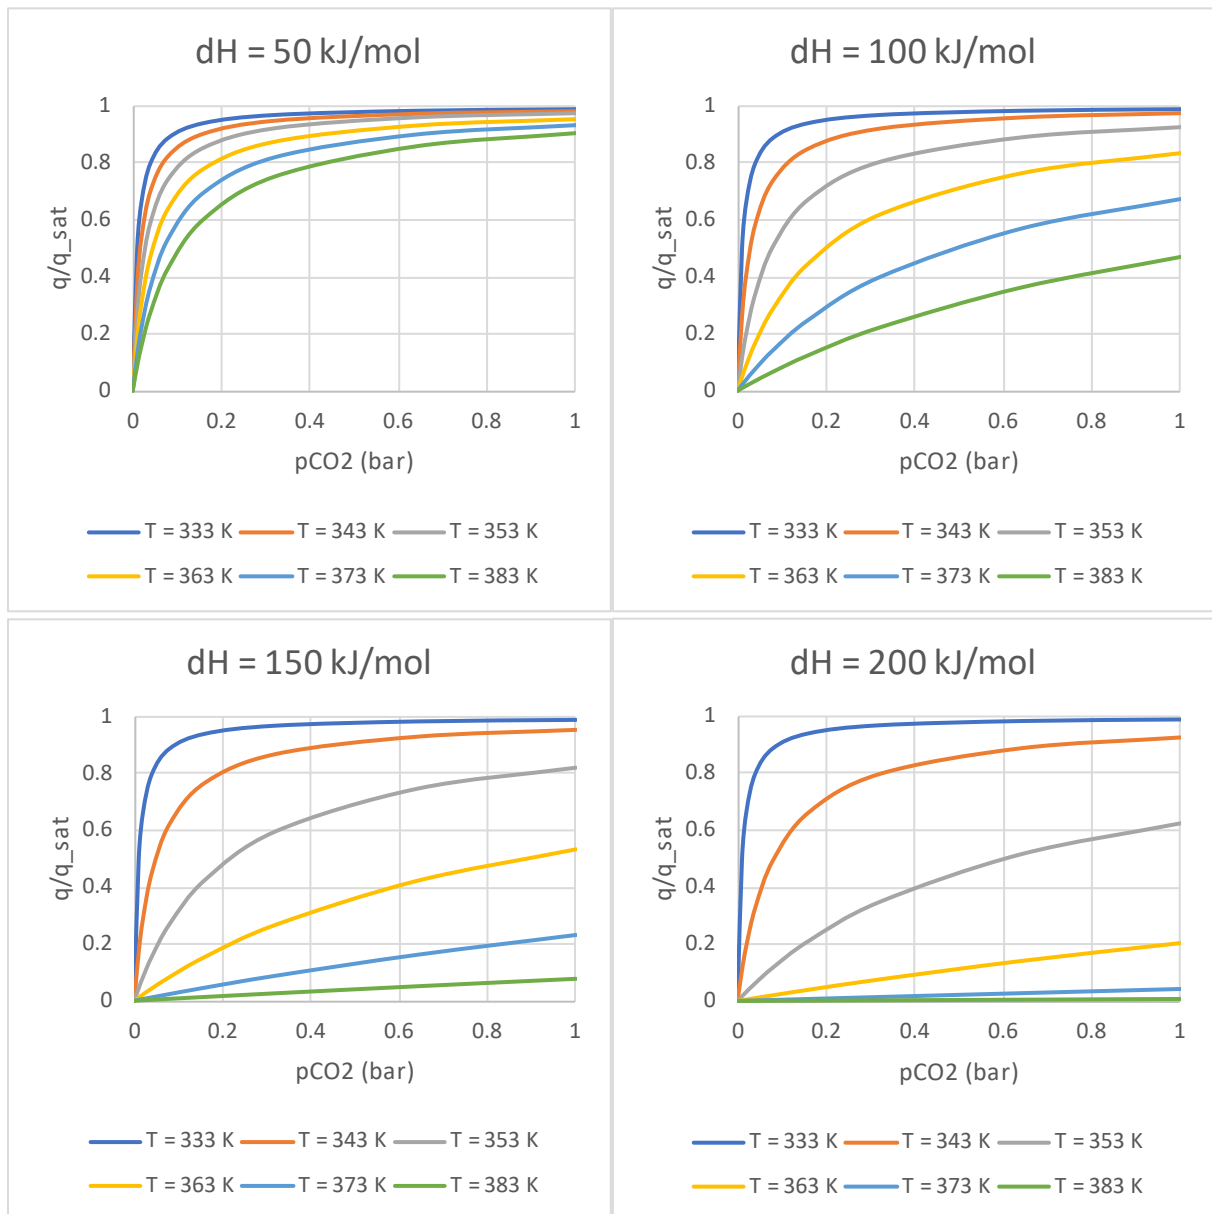 dH = 50 kJ/mol
1
0.8
0.6
0.4
0.2
0
q/q_sat
0 0.2 0.4 0.6 0.8 1
pCO2 (bar)
T = 333 K T = 343 K T = 353 K
T = 363 K T = 373 K T = 383 K
dH = 100 kJ/mol
1
0.8
0.6
0.4
0.2
0
q/q_sat
0 0.2 0.4 0.6 0.8 1
pCO2 (bar)
T = 333 K T = 343 K T = 353 K
T = 363 K T = 373 K T = 383 K
dH = 150 kJ/mol
1
0.8
0.6
0.4
0.2
0
q/q_sat
0 0.2 0.4 0.6 0.8 1
pCO2 (bar)
T = 333 K T = 343 K T = 353 K
T = 363 K T = 373 K T = 383 K
dH = 200 kJ/mol
1
0.8
0.6
0.4
0.2
0
q/q_sat
0 0.2 0.4 0.6 0.8 1
pCO2 (bar)
T = 333 K T = 343 K T = 353 K
T = 363 K T = 373 K T = 383 K